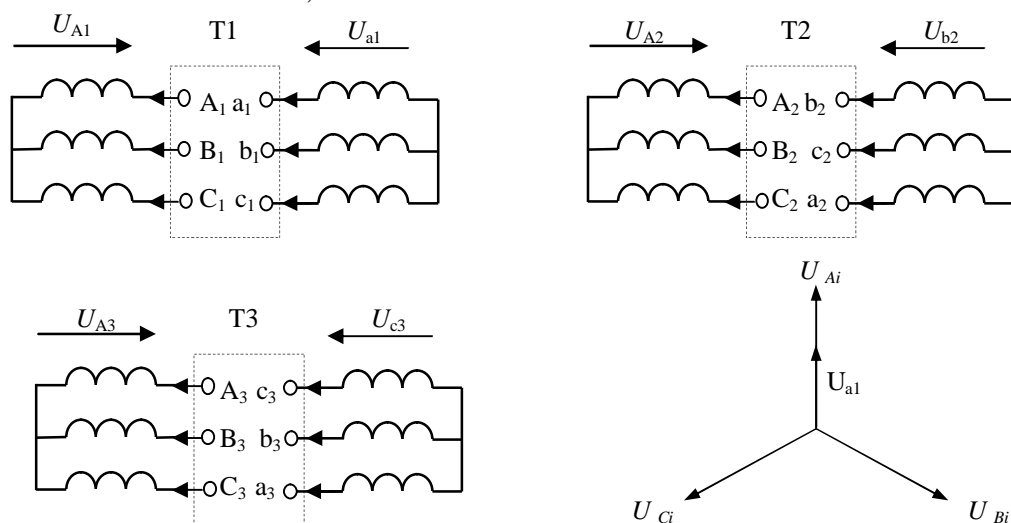 U_A1 T1 U_a1
A_1 a_1
B_1 b_1
C_1 c_1
U_A2 T2 U_b2
A_2 b_2
B_2 c_2
C_2 a_2
U_A3 T3 U_c3
A_3 c_3
B_3 b_3
C_3 a_3
U_Ai
U_a1
U_Ci U_Bi